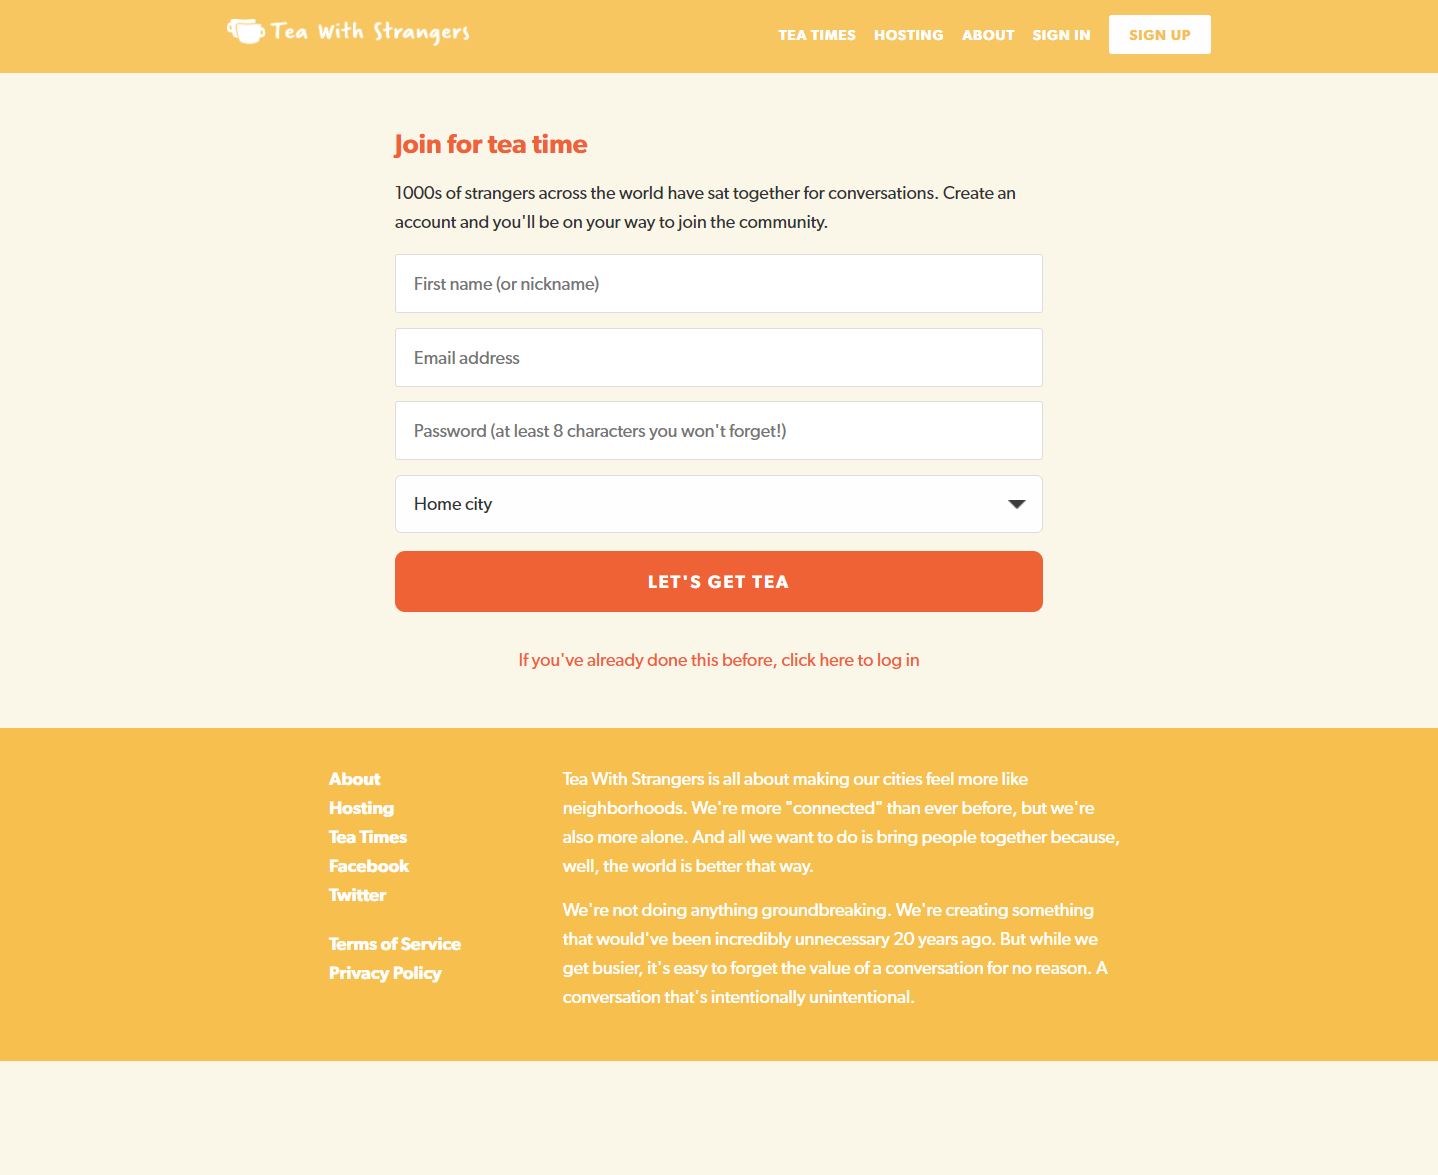 Tea With Strangers
TEA TIMES HOSTING ABOUT SIGN IN SIGN UP
Join for tea time
1000s of strangers across the world have sat together for conversations. Create an
account and you'll be on your way to join the community.
First name (or nickname)
Email address
Password (at least 8 characters you won't forget!)
Home city
LET'S GET TEA
If you've already done this before, click here to log in
About
Hosting
Tea Times
Facebook
Twitter
Terms of Service
Privacy Policy
Tea With Strangers is all about making our cities feel more like
neighborhoods. We're more "connected" than ever before, but we're
also more alone. And all we want to do is bring people together because,
well, the world is better that way.
We're not doing anything groundbreaking. We're creating something
that would've been incredibly unnecessary 20 years ago. But while we
get busier, it's easy to forget the value of a conversation for no reason. A
conversation that's intentionally unintentional.